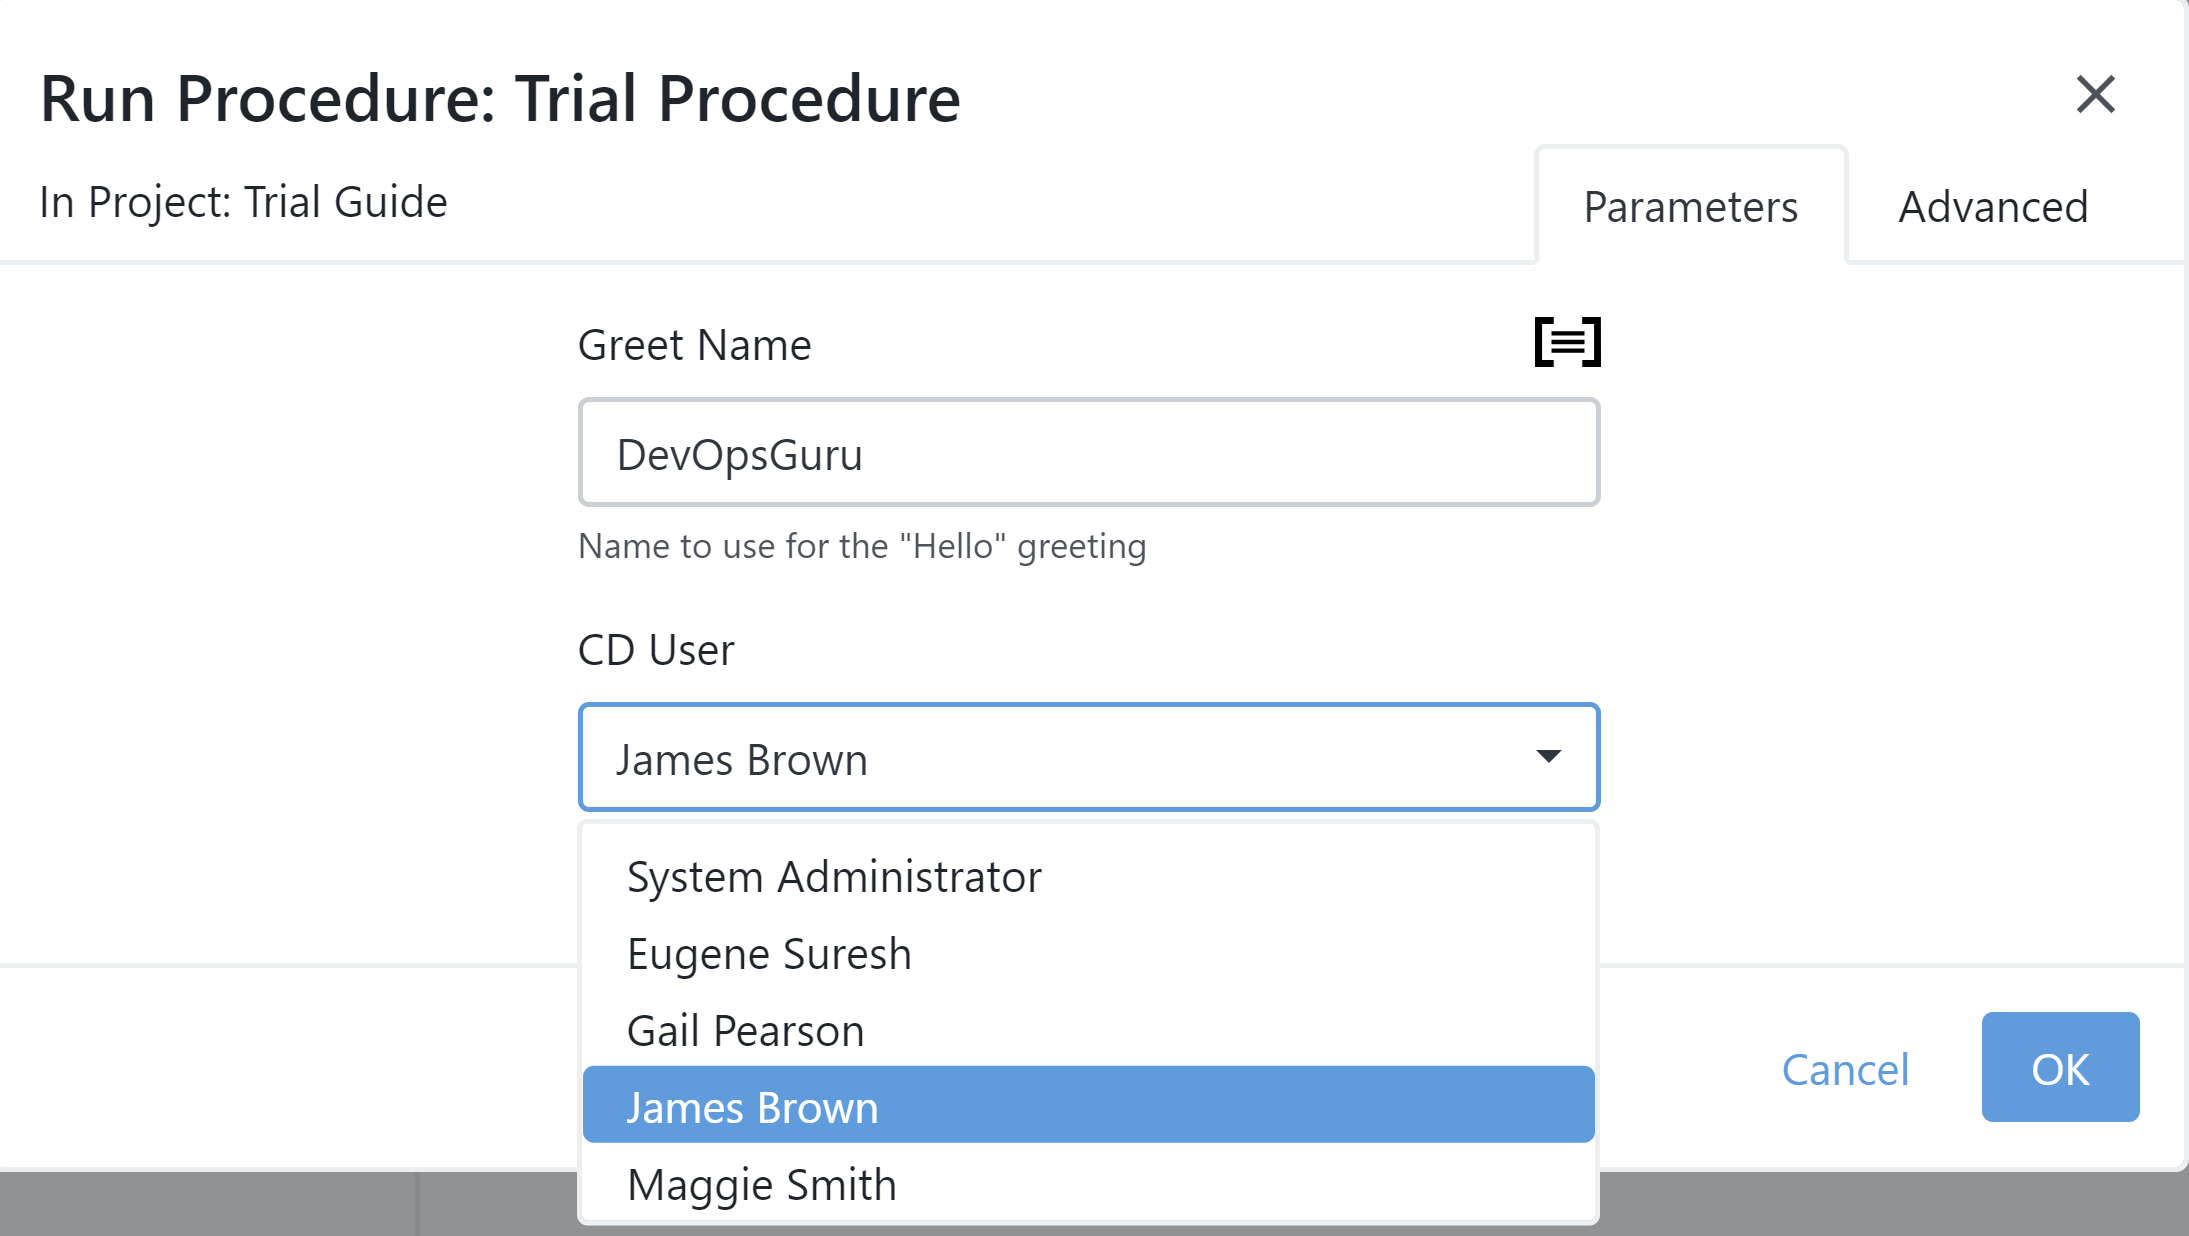 Run Procedure: Trial Procedure
In Project: Trial Guide
Parameters
Advanced
Greet Name
DevOpsGuru
Name to use for the "Hello" greeting
CD User
James Brown
System Administrator
Eugene Suresh
Gail Pearson
James Brown
Maggie Smith
Cancel
OK